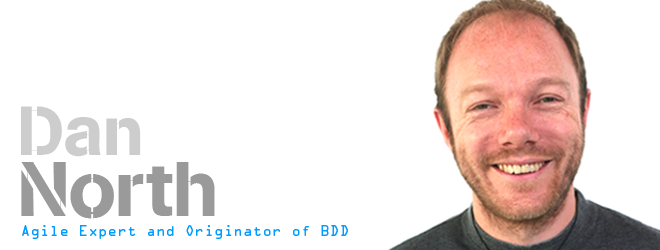 Dan
North
Agile Expert and Originator of BDD